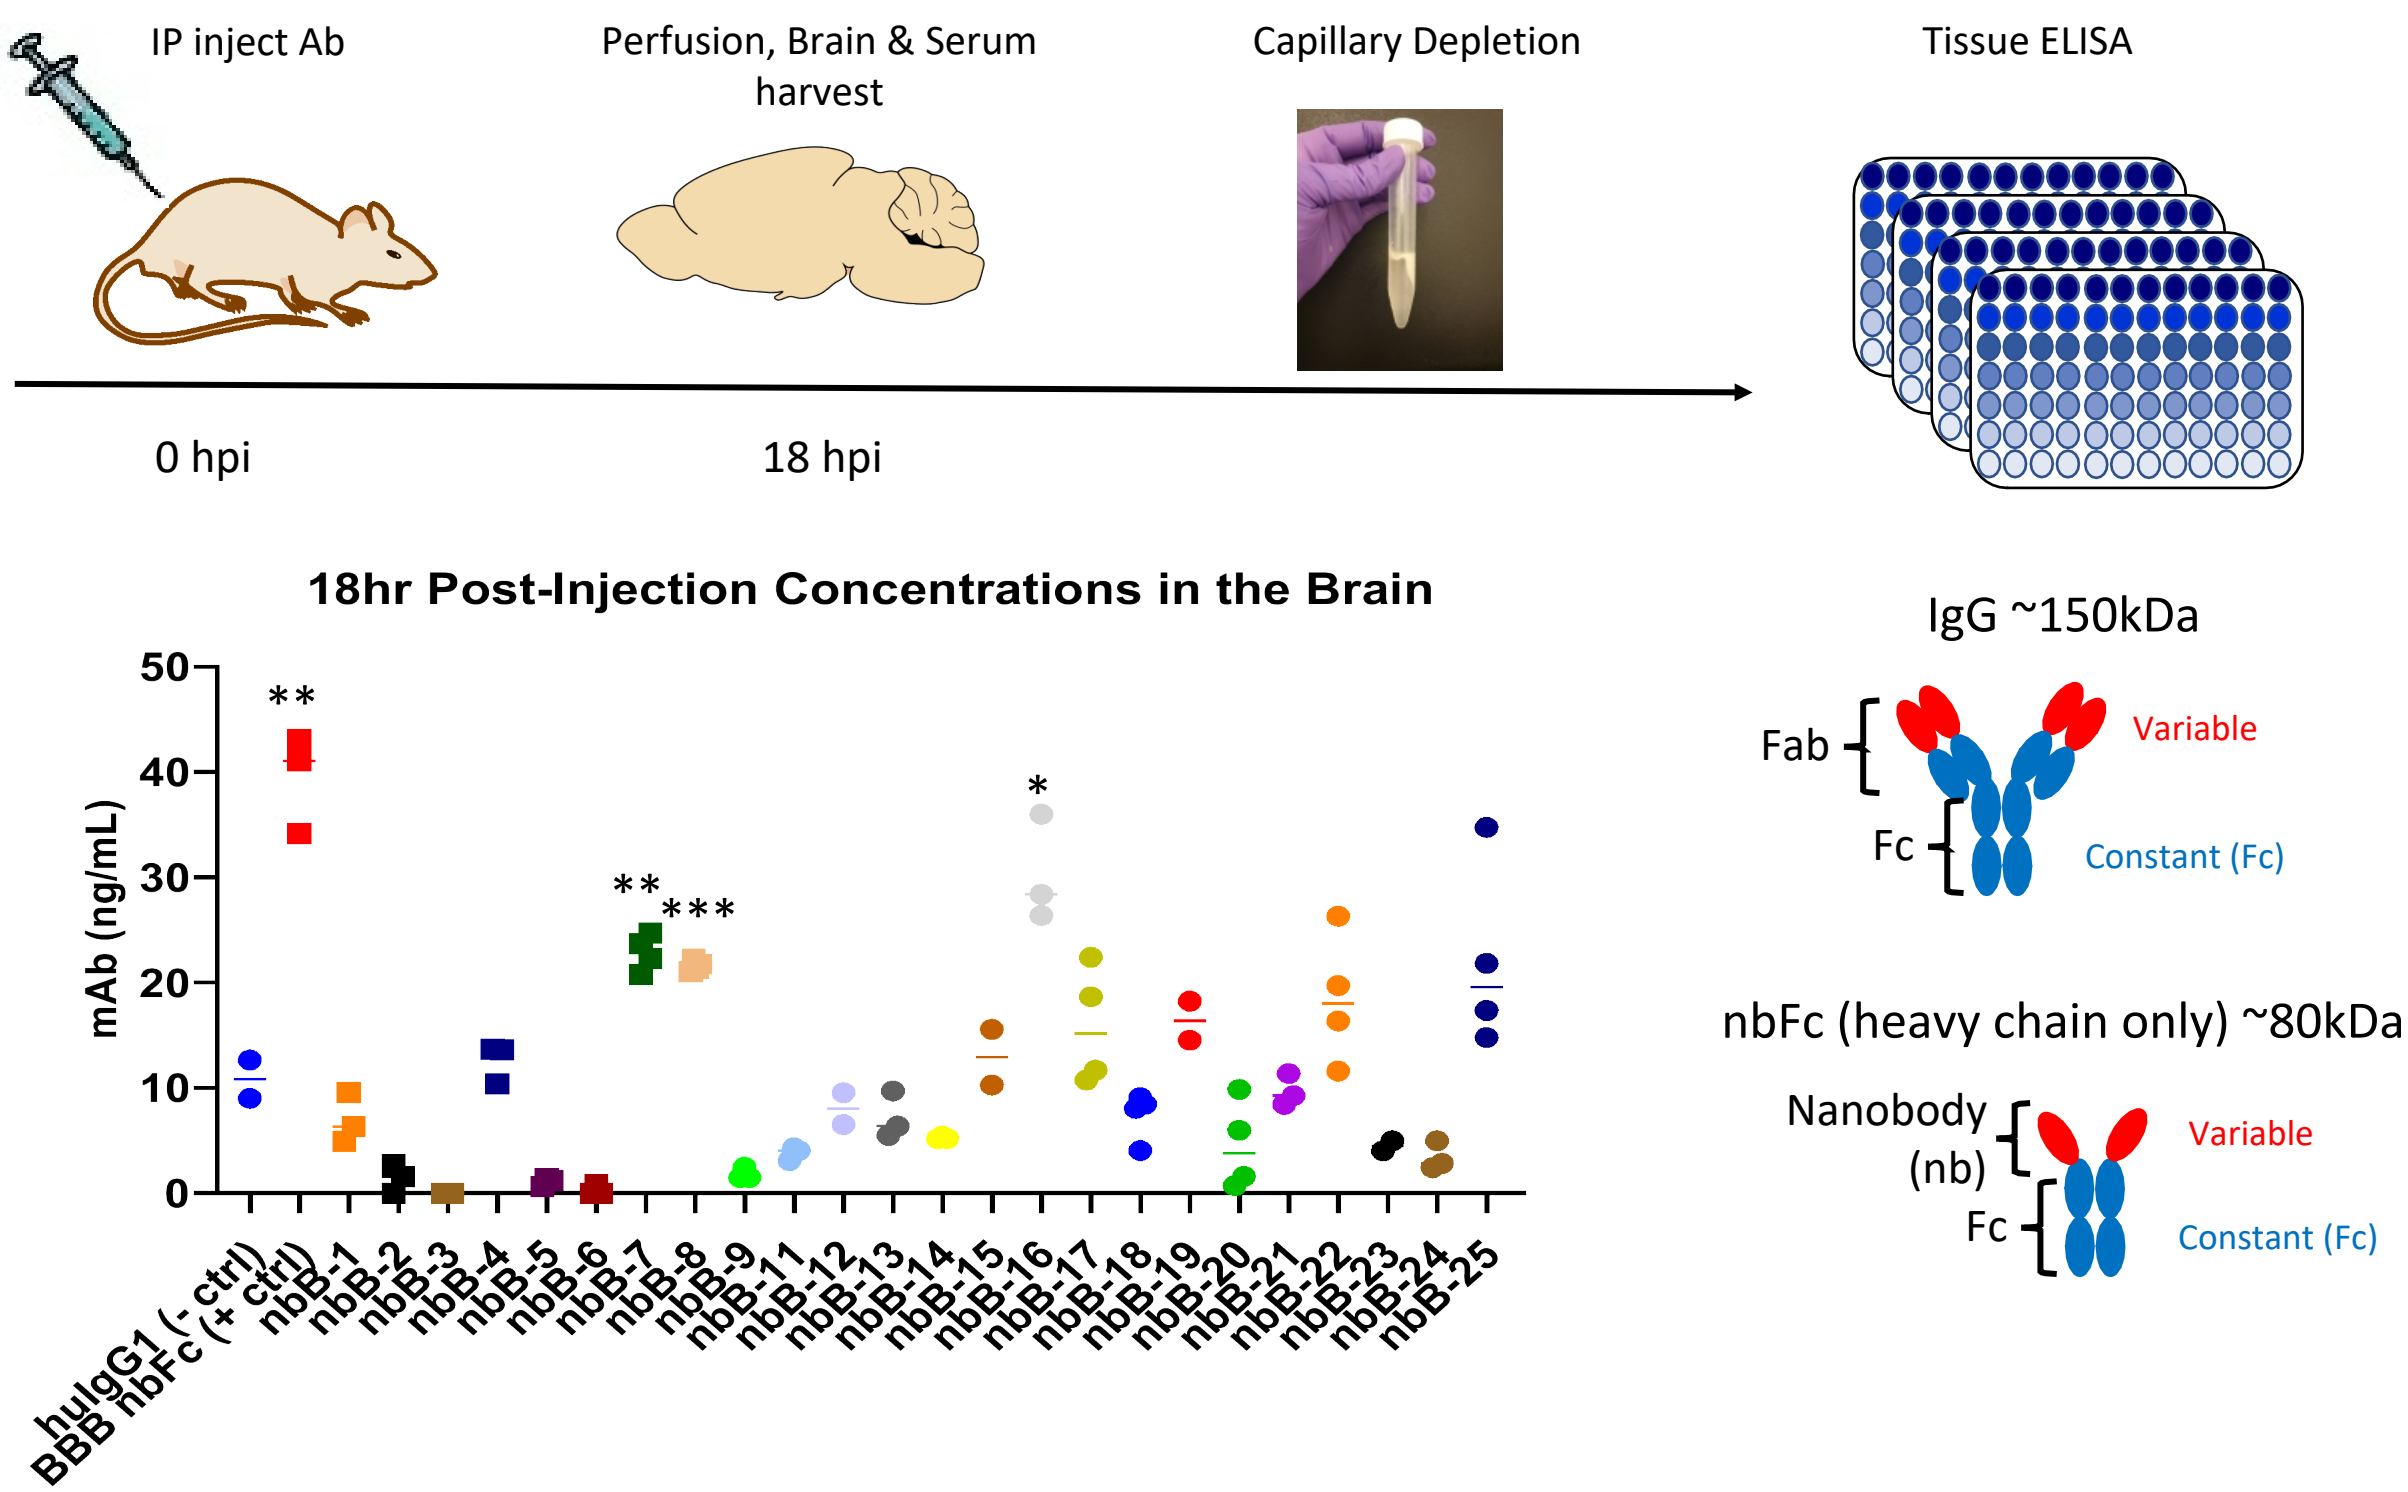 IP inject Ab
Perfusion, Brain & Serum
harvest
Capillary Depletion
Tissue ELISA
0 hpi
18 hpi
18hr Post-Injection Concentrations in the Brain
mAb (ng/mL)
50
40
30
20
10
0
**
**
***
*
huIgG1 (- ctrl)
BBB nbFc (+ ctrl)
nbB-1
nbB-2
nbB-3
nbB-4
nbB-5
nbB-6
nbB-7
nbB-8
nbB-9
nbB-11
nbB-12
nbB-13
nbB-14
nbB-15
nbB-16
nbB-17
nbB-18
nbB-19
nbB-20
nbB-21
nbB-22
nbB-23
nbB-24
nbB-25
IgG ~150kDa
Fab
Variable
Fc
Constant (Fc)
nbFc (heavy chain only) ~80kDa
Nanobody
(nb)
Variable
Fc
Constant (Fc)